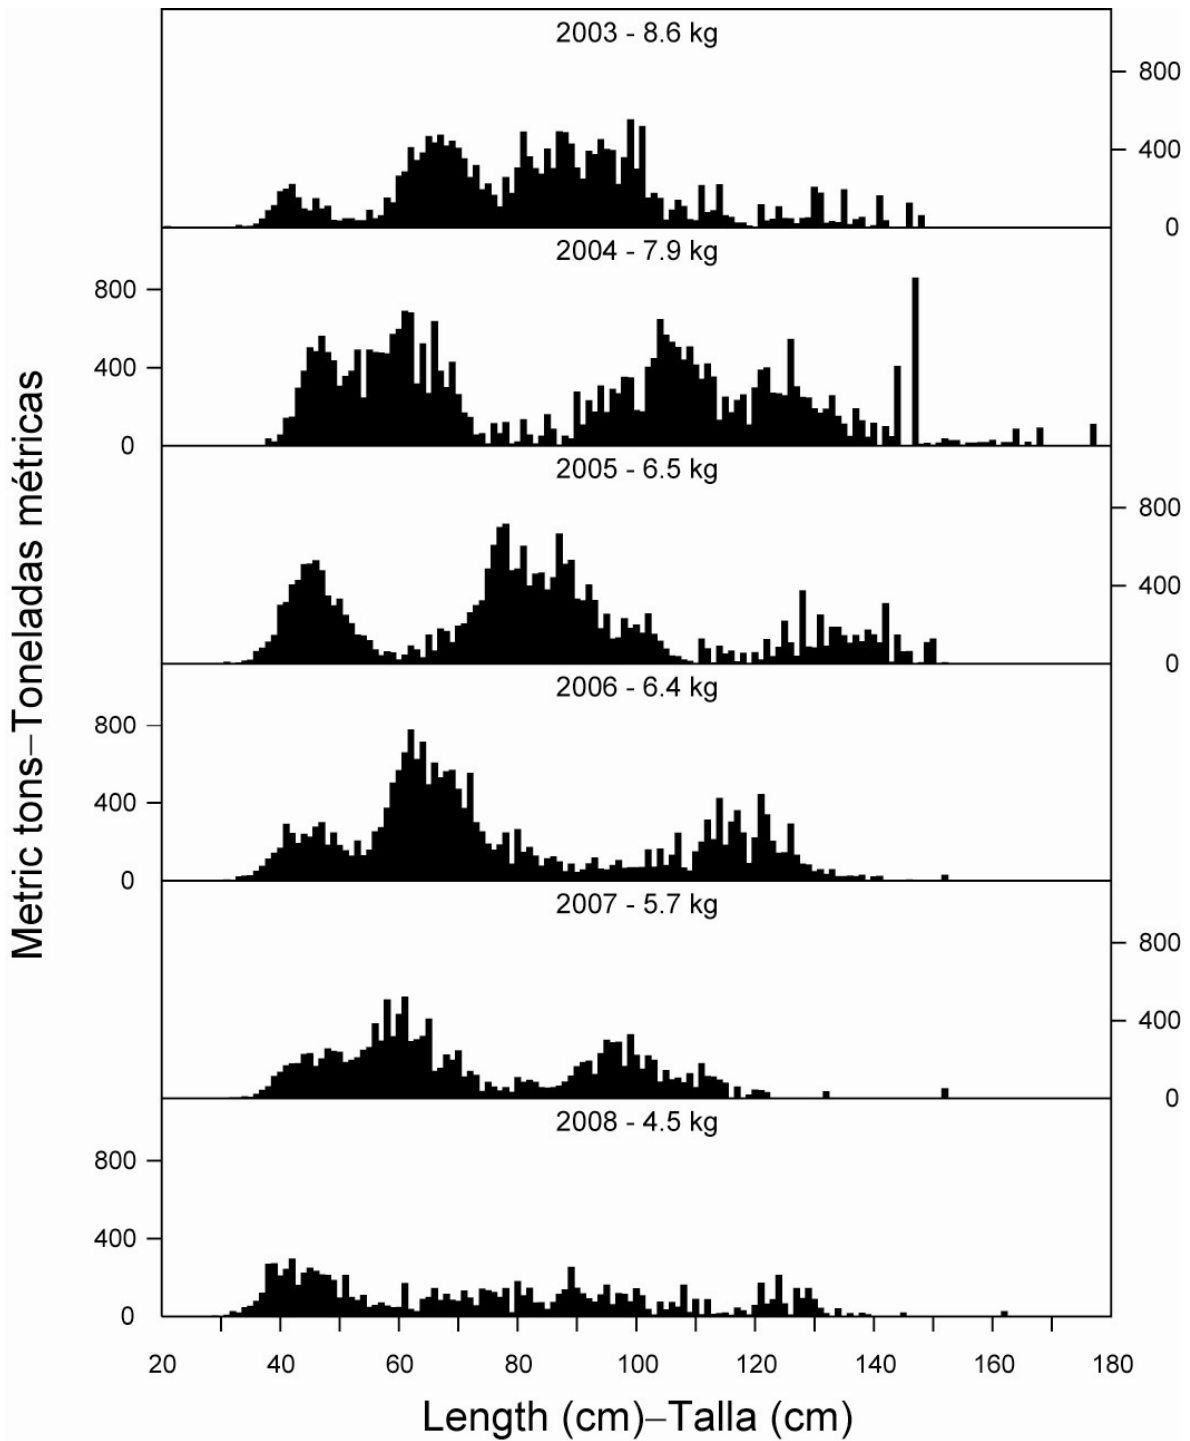 2003 - 8.6 kg
800
400
0
2004 - 7.9 kg
800
400
0
2005 - 6.5 kg
800
400
0
2006 - 6.4 kg
800
400
0
2007 - 5.7 kg
800
400
0
2008 - 4.5 kg
800
400
0
Metric tons–Toneladas métricas
20 40 60 80 100 120 140 160 180
Length (cm)–Talla (cm)